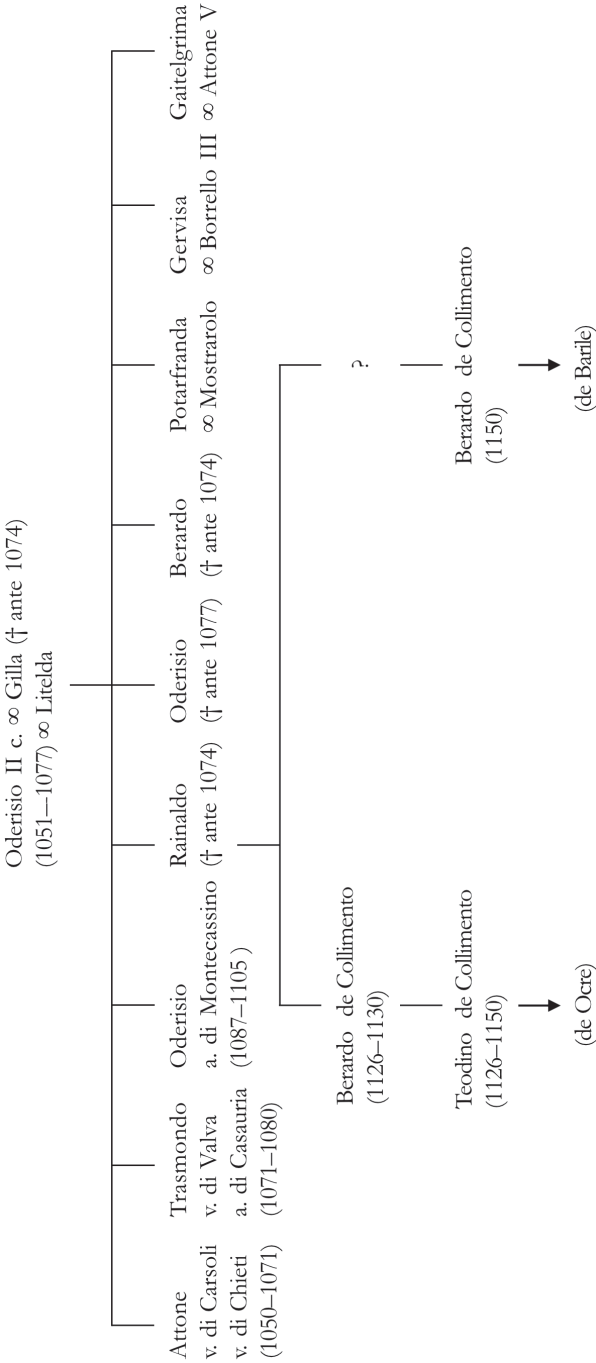 Oderisio II c. ∞ Gilla († ante 1074)
(1051–-1077) ∞ Litelda
Attone
v. di Carsoli
v. di Chieti
(1050–1071)
Trasmondo
v. di Valva
a. di Casauria
(1071–1080)
Oderisio
a. di Montecassino
(1087–1105 )
Rainaldo
(† ante 1074)
Oderisio
(† ante 1077)
Berardo
(† ante 1074)
Potarfranda
∞ Mostrarolo
Gervisa
∞ Borrello III
Gaitelgrima
∞ Attone V
Berardo de Collimento
(1126–1130)
?
Teodino de Collimento
(1126–1150)
Berardo de Collimento
(1150)
(de Ocre)
(de Barile)